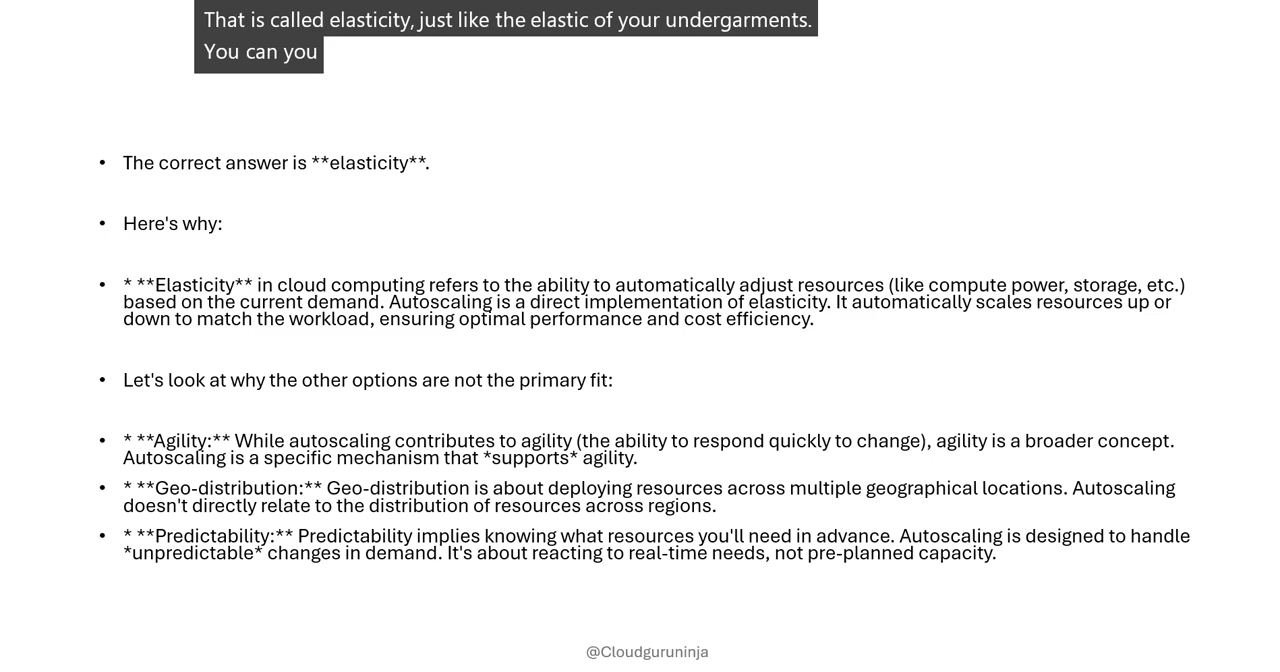 That is called elasticity, just like the elastic of your undergarments.
You can you
• The correct answer is **elasticity**.
• Here's why:
• * **Elasticity** in cloud computing refers to the ability to automatically adjust resources (like compute power, storage, etc.)
based on the current demand. Autoscaling is a direct implementation of elasticity. It automatically scales resources up or
down to match the workload, ensuring optimal performance and cost efficiency.
• Let's look at why the other options are not the primary fit:
• * **Agility:** While autoscaling contributes to agility (the ability to respond quickly to change), agility is a broader concept.
Autoscaling is a specific mechanism that *supports* agility.
• * **Geo-distribution:** Geo-distribution is about deploying resources across multiple geographical locations. Autoscaling
doesn't directly relate to the distribution of resources across regions.
• * **Predictability:** Predictability implies knowing what resources you'll need in advance. Autoscaling is designed to handle
*unpredictable* changes in demand. It's about reacting to real-time needs, not pre-planned capacity.
@Cloudguruninja